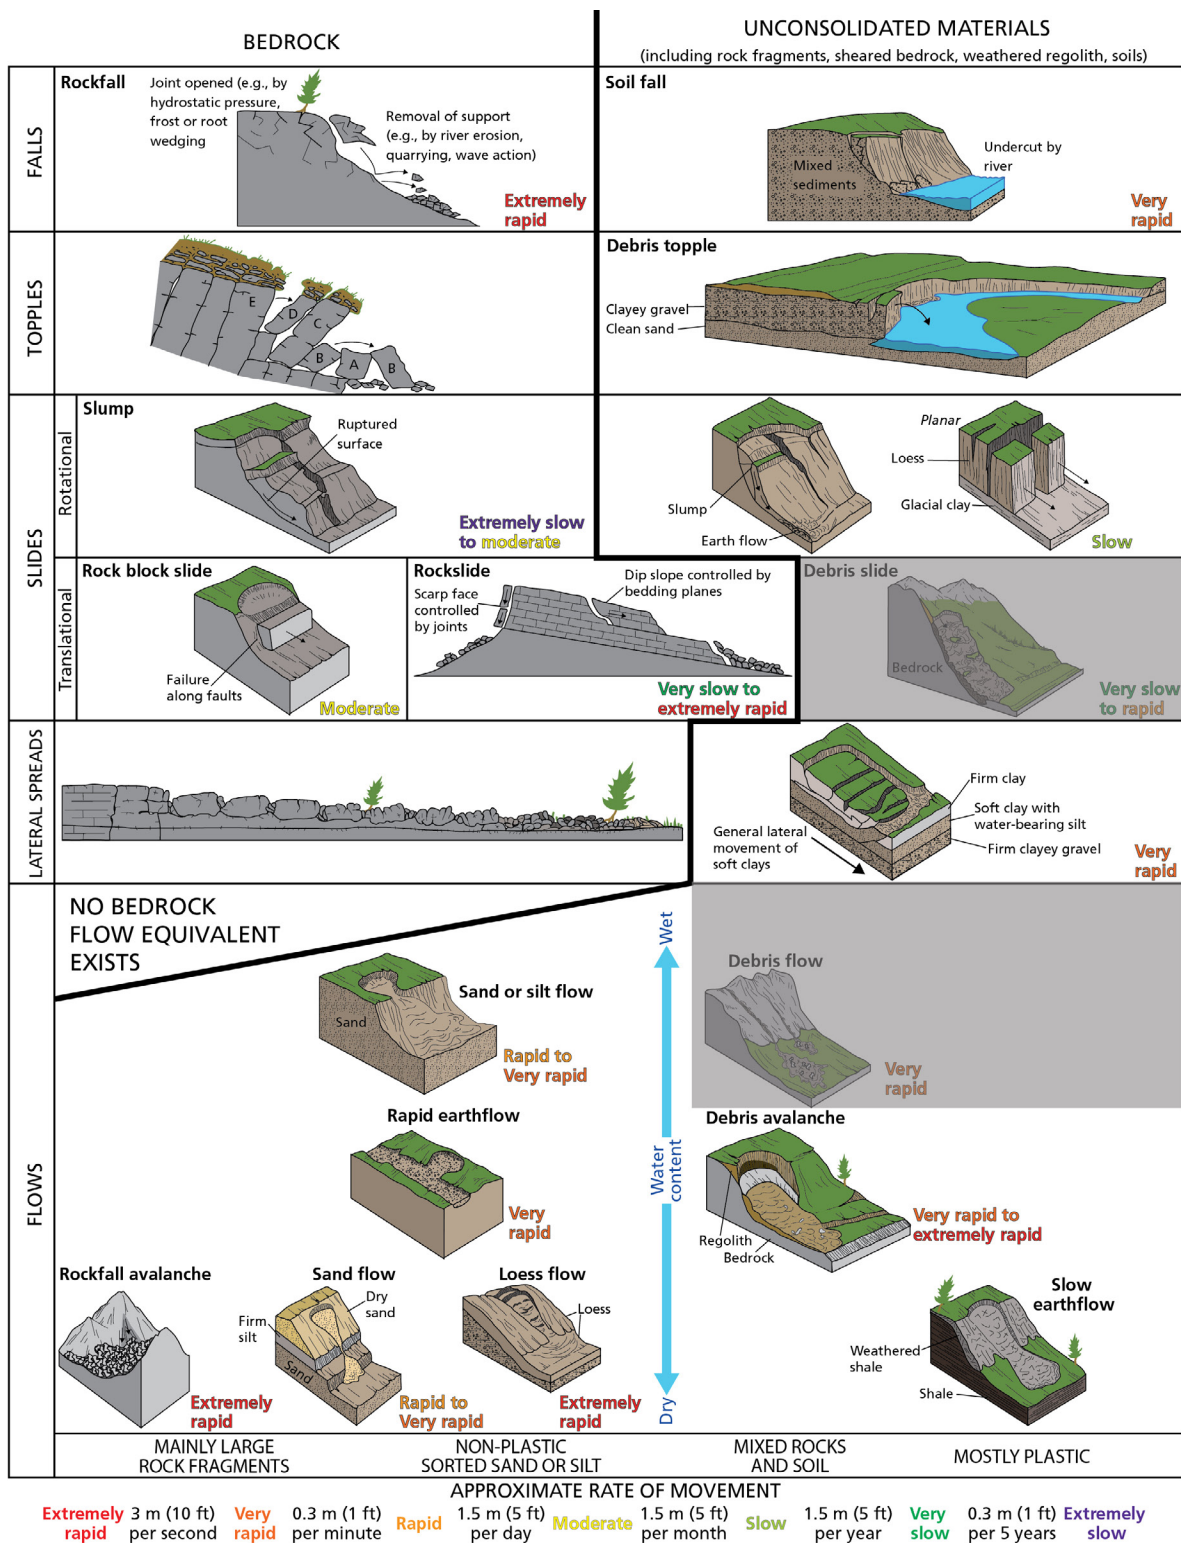 BEDROCK
UNCONSOLIDATED MATERIALS
(including rock fragments, sheared bedrock, weathered regolith, soils)
FALLS
Rockfall
Joint opened (e.g., by
hydrostatic pressure,
frost or root
wedging
Removal of support
(e.g., by river erosion,
quarrying, wave action)
Extremely
rapid
Soil fall
Mixed
sediments
Undercut by
river
Very
rapid
TOPPLES
E
D
C
B
A
B
Debris topple
Clayey gravel
Clean sand
SLIDES
Rotational
Slump
Ruptured
surface
Extremely slow
to moderate
Slump
Earth flow
Planar
Loess
Glacial clay
Slow
Translational
Rock block slide
Failure
along faults
Moderate
Rockslide
Scarp face
controlled
by joints
Dip slope controlled by
bedding planes
Very slow to
extremely rapid
Debris slide
Bedrock
Very slow
to rapid
LATERAL SPREADS
General lateral
movement of
soft clays
Firm clay
Soft clay with
water-bearing silt
Firm clayey gravel
Very
rapid
FLOWS
NO BEDROCK
FLOW EQUIVALENT
EXISTS
Wet
Water
content
Dry
Sand or silt flow
Sand
Rapid to
Very rapid
Debris flow
Very
rapid
Rapid earthflow
Very
rapid
Debris avalanche
Regolith
Bedrock
Very rapid to
extremely rapid
Rockfall avalanche
Extremely
rapid
Sand flow
Dry
sand
Firm
silt
Sand
Rapid to
Very rapid
Loess flow
Loess
Extremely
rapid
Slow
earthflow
Weathered
shale
Shale
MAINLY LARGE
ROCK FRAGMENTS
NON-PLASTIC
SORTED SAND OR SILT
MIXED ROCKS
AND SOIL
MOSTLY PLASTIC
APPROXIMATE RATE OF MOVEMENT
Extremely
rapid
3 m (10 ft)
per second
Very
rapid
0.3 m (1 ft)
per minute
Rapid
1.5 m (5 ft)
per day
Moderate
1.5 m (5 ft)
per month
Slow
1.5 m (5 ft)
per year
Very
slow
0.3 m (1 ft)
per 5 years
Extremely
slow